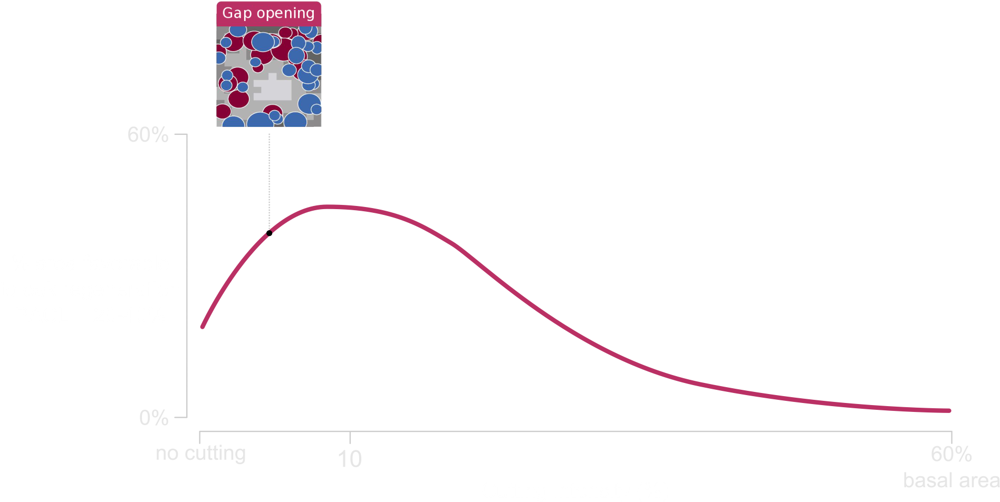 Gap opening
60%
0%
no cutting
10
60%
basal area